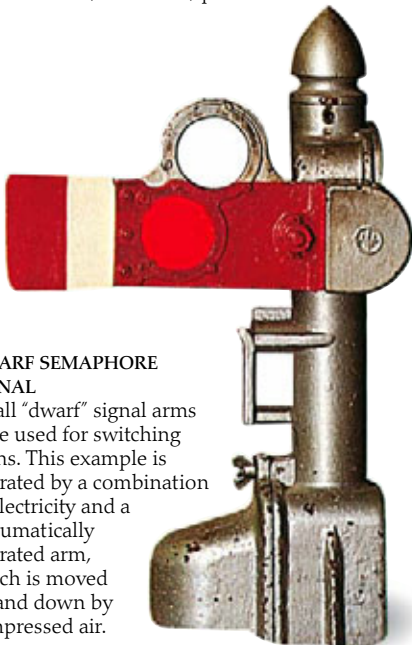 ARF SEMAPHORE
NAL
all “dwarf” signal arms
e used for switching
ns. This example is
rated by a combination
lectricity and a
umatically
rated arm,
ch is moved
and down by
mpressed air.